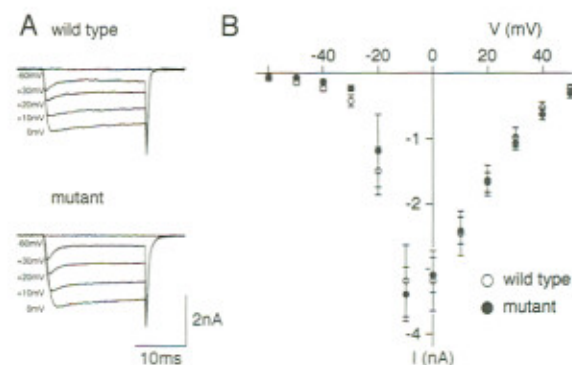 A
wild type
-60mV
+30mV
+20mV
+10mV
0mV
mutant
-60mV
+30mV
+20mV
+10mV
0mV
2nA
10ms
B
V (mV)
-60 -40 -20 0 20 40
-1
-2
-3
-4
wild type
mutant
I (nA)